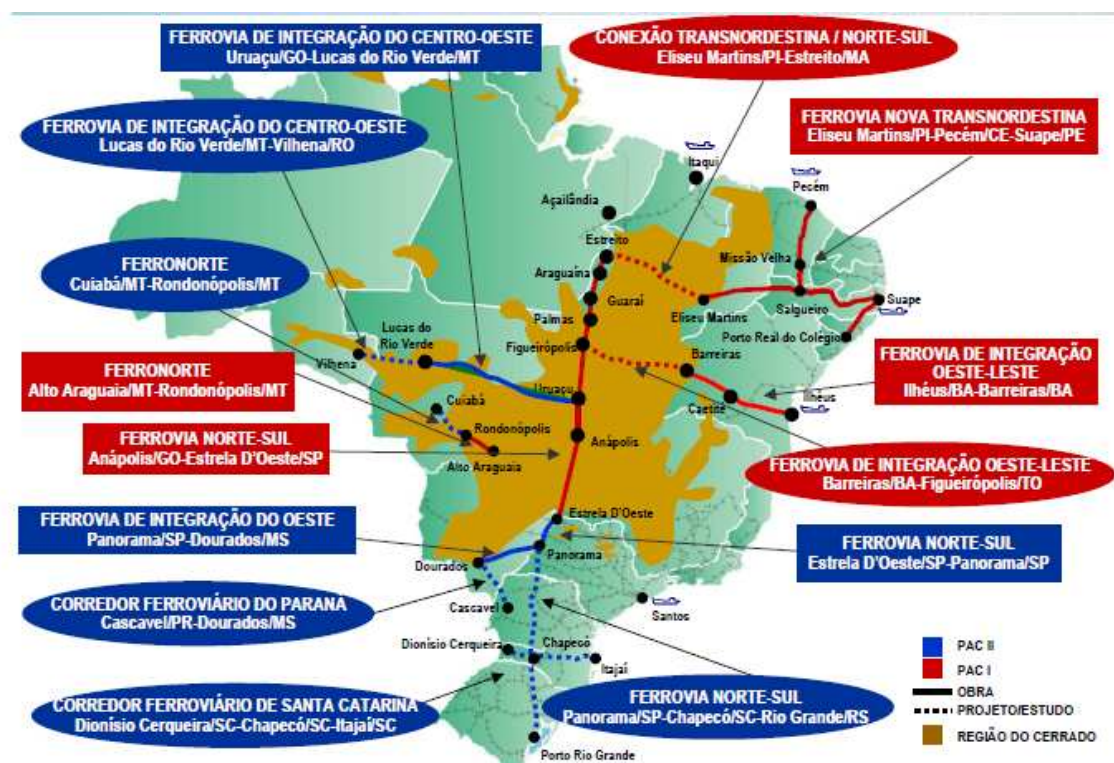 FERROVIA DE INTEGRAÇÃO DO CENTRO-OESTE
Uruaçu/GO-Lucas do Rio Verde/MT
CONEXÃO TRANSNORDESTINA / NORTE-SUL
Eliseu Martins/PI-Estreito/MA
FERROVIA DE INTEGRAÇÃO DO CENTRO-OESTE
Lucas do Rio Verde/MT-Vilhena/RO
FERROVIA NOVA TRANSNORDESTINA
Eliseu Martins/PI-Pecém/CE-Suape/PE
Itaqui
Pecém
Açailândia
Estreito
Missão Velha
FERRONORTE
Cuiabá/MT-Rondonópolis/MT
Araguaína
Guaraí
Eliseu Martins
Salgueiro
Suape
Palmas
Porto Real do Colégio
Lucas do
Rio Verde
Figueirópolis
Barreiras
Vilhena
FERROVIA DE INTEGRAÇÃO
OESTE-LESTE
Ilhéus/BA-Barreiras/BA
FERRONORTE
Alto Araguaia/MT-Rondonópolis/MT
Uruaçu
Caetité
Ilhéus
Cuiabá
Rondonópolis
Anápolis
FERROVIA NORTE-SUL
Anápolis/GO-Estrela D'Oeste/SP
Alto Araguaia
FERROVIA DE INTEGRAÇÃO OESTE-LESTE
Barreiras/BA-Figueirópolis/TO
FERROVIA DE INTEGRAÇÃO DO OESTE
Panorama/SP-Dourados/MS
Estrela D'Oeste
Panorama
Dourados
FERROVIA NORTE-SUL
Estrela D'Oeste/SP-Panorama/SP
CORREDOR FERROVIÁRIO DO PARANÁ
Cascavel/PR-Dourados/MS
Cascavel
Santos
Dionísio Cerqueira
Chapecó
Itajaí
PAC II
PAC I
OBRA
PROJETO/ESTUDO
REGIÃO DO CERRADO
CORREDOR FERROVIÁRIO DE SANTA CATARINA
Dionísio Cerqueira/SC-Chapecó/SC-Itajaí/SC
FERROVIA NORTE-SUL
Panorama/SP-Chapecó/SC-Rio Grande/RS
Porto Rio Grande